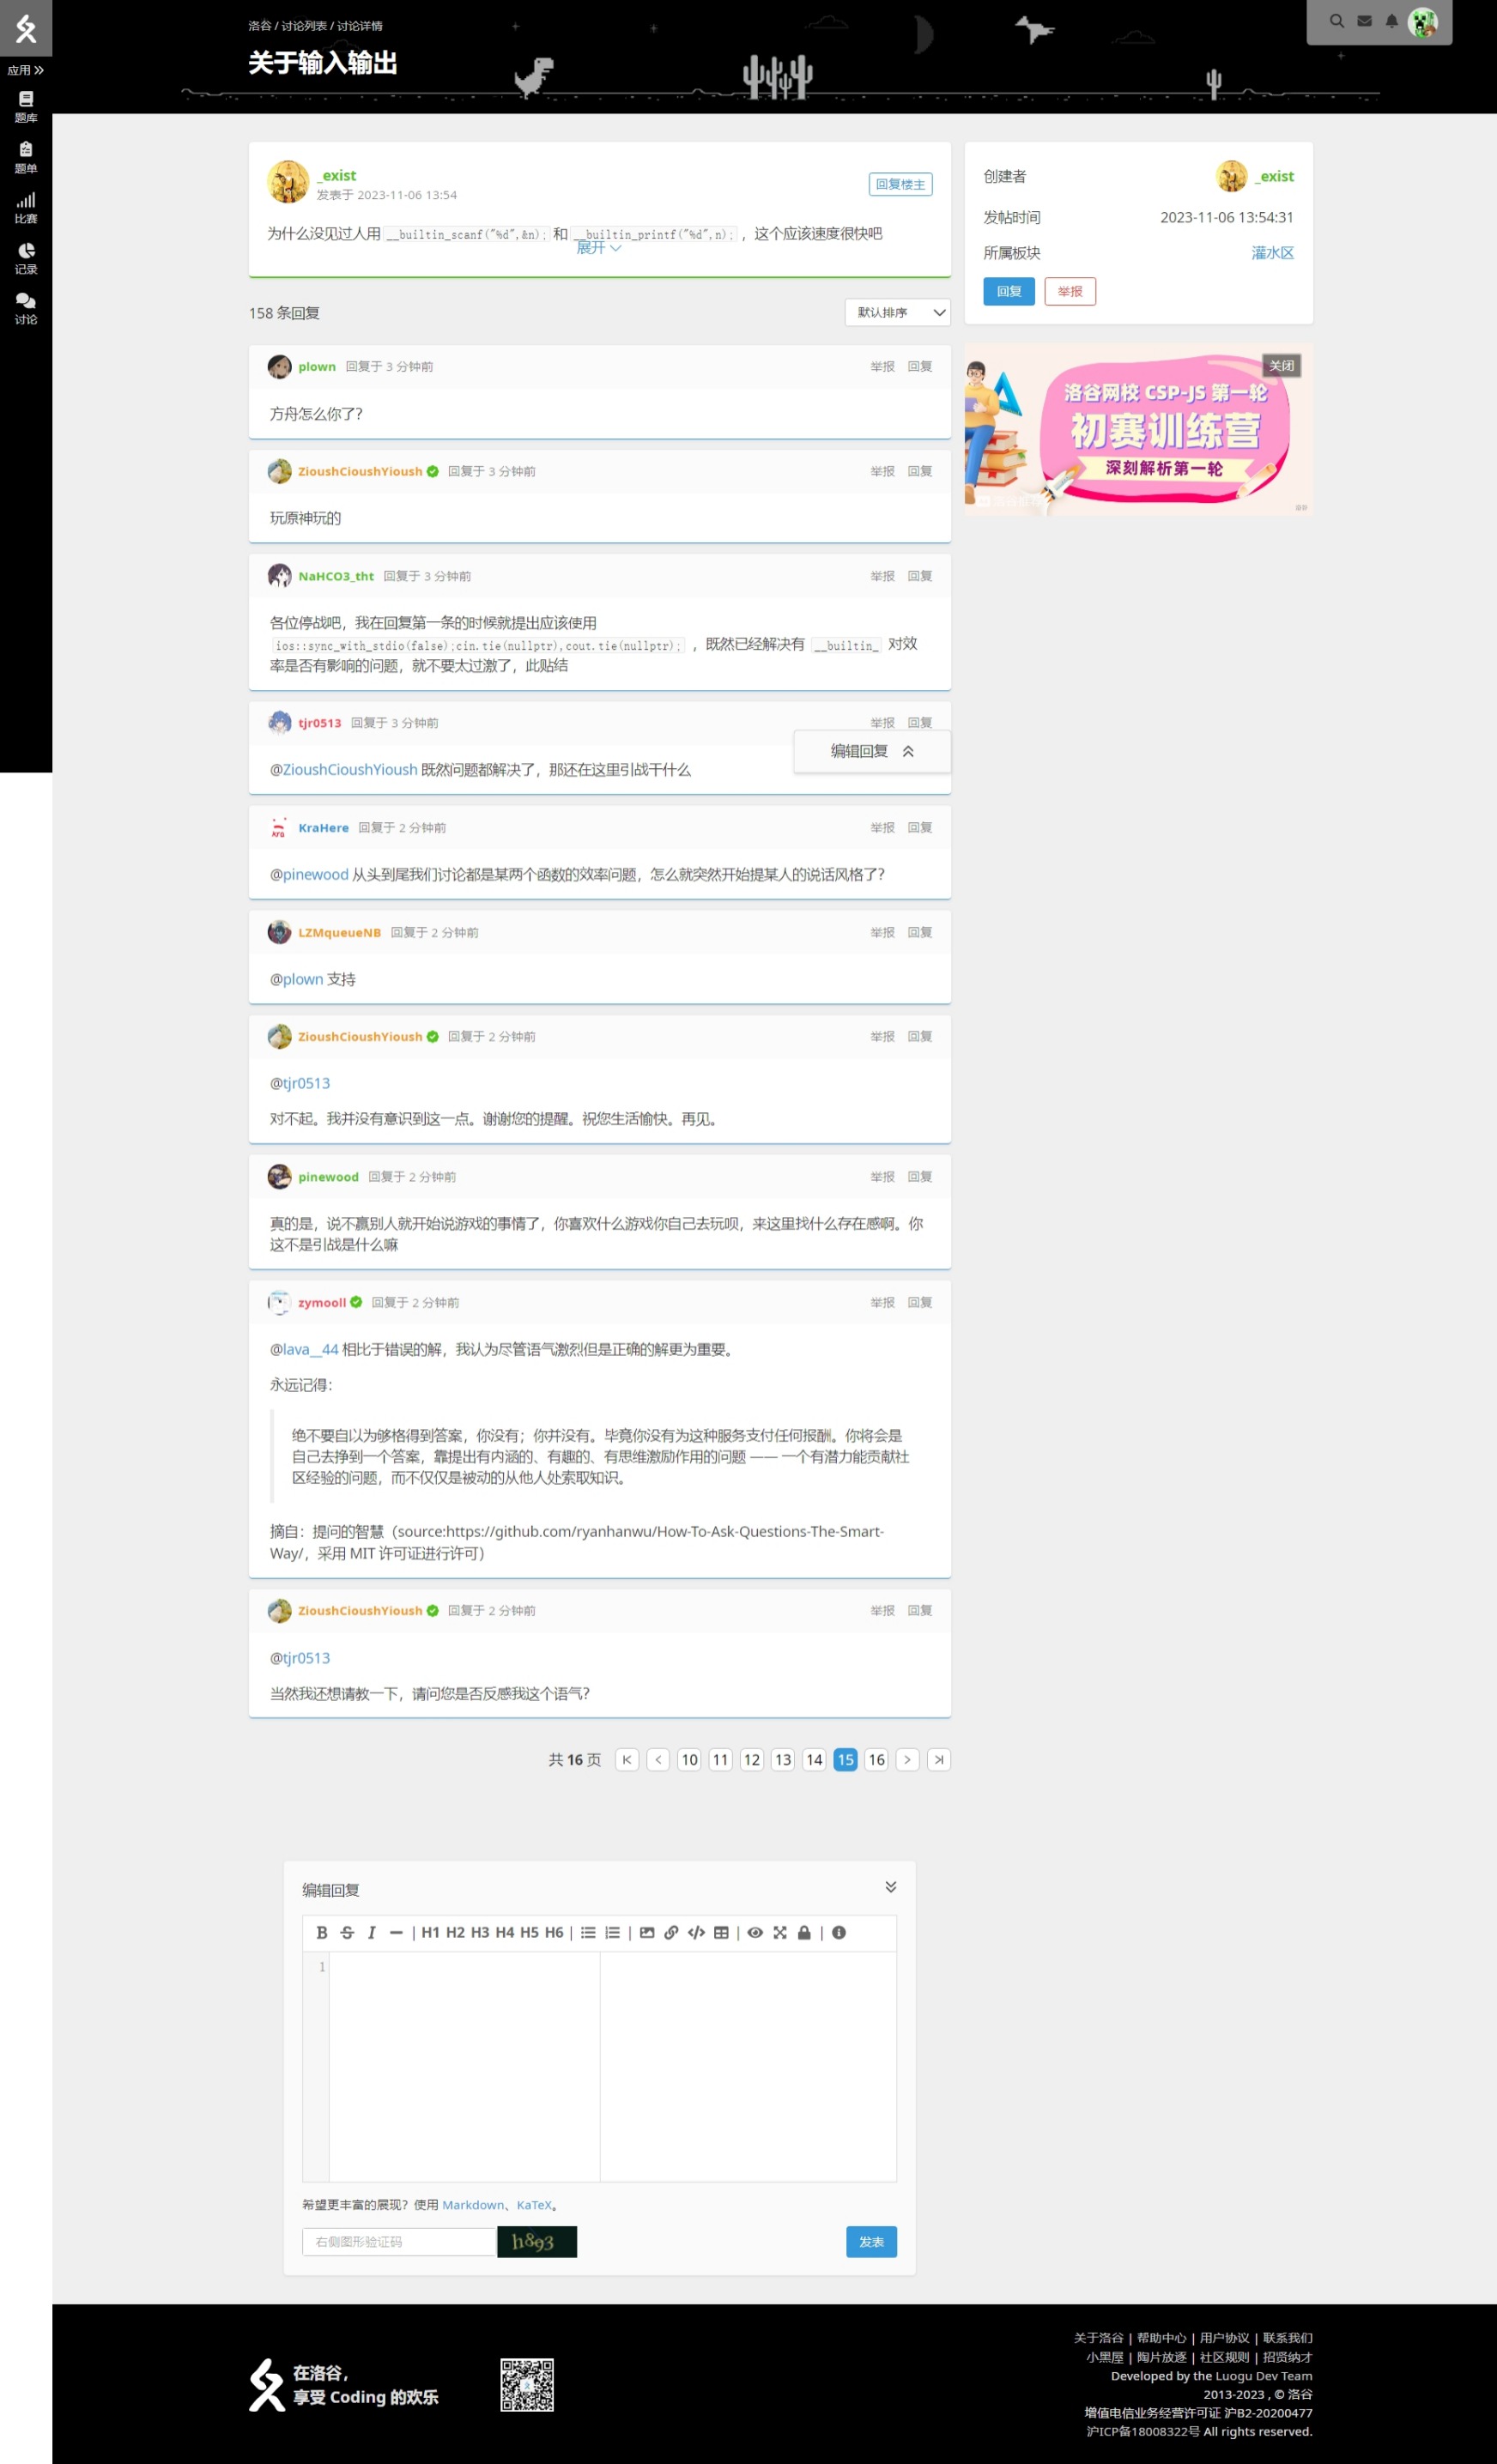 洛谷 / 讨论列表 / 讨论详情
关于输入输出
应用
题库
题单
比赛
记录
讨论
_exist
发表于 2023-11-06 13:54
回复楼主
为什么没见过人用 __builtin_scanf("%d",&n); 和 __builtin_printf("%d",n); ，这个应该速度很快吧
展开
创建者
_exist
发帖时间
2023-11-06 13:54:31
所属板块
灌水区
回复
举报
158 条回复
默认排序
关闭
洛谷网校 CSP-JS 第一轮
初赛训练营
深刻解析第一轮
plown 回复于 3 分钟前
举报 回复
方舟怎么你了？
ZioushCioushYioush 回复于 3 分钟前
举报 回复
玩原神玩的
NaHCO3_tht 回复于 3 分钟前
举报 回复
各位停战吧，我在回复第一条的时候就提出应该使用
ios::sync_with_stdio(false);cin.tie(nullptr),cout.tie(nullptr); ，既然已经解决有 __builtin_ 对效
率是否有影响的问题，就不要太过激了，此贴结
tjr0513 回复于 3 分钟前
举报 回复
编辑回复
@ZioushCioushYioush 既然问题都解决了，那还在这里引战干什么
KraHere 回复于 2 分钟前
举报 回复
@pinewood 从头到尾我们讨论都是某两个函数的效率问题，怎么就突然开始提某人的说话风格了？
LZMqueueNB 回复于 2 分钟前
举报 回复
@plown 支持
ZioushCioushYioush 回复于 2 分钟前
举报 回复
@tjr0513
对不起。我并没有意识到这一点。谢谢您的提醒。祝您生活愉快。再见。
pinewood 回复于 2 分钟前
举报 回复
真的是，说不赢别人就开始说游戏的事情了，你喜欢什么游戏你自己去玩呗，来这里找什么存在感啊。你
这不是引战是什么嘛
zymooll 回复于 2 分钟前
举报 回复
@lava__44 相比于错误的解，我认为尽管语气激烈但是正确的解更为重要。
永远记得：
绝不要自以为够格得到答案，你没有；你并没有。毕竟你没有为这种服务支付任何报酬。你将会是
自己去挣到一个答案，靠提出有内涵的、有趣的、有思维激励作用的问题 —— 一个有潜力能贡献社
区经验的问题，而不仅仅是被动的从他人处索取知识。
摘自：提问的智慧（source:https://github.com/ryanhanwu/How-To-Ask-Questions-The-Smart-
Way/，采用 MIT 许可证进行许可）
ZioushCioushYioush 回复于 2 分钟前
举报 回复
@tjr0513
当然我还想请教一下，请问您是否反感我这个语气？
共 16 页 10 11 12 13 14 15 16
编辑回复
B S I | H1 H2 H3 H4 H5 H6
1
希望更丰富的展现？使用 Markdown、KaTeX。
右侧图形验证码
h893
发表
在洛谷，
享受 Coding 的欢乐
关于洛谷 | 帮助中心 | 用户协议 | 联系我们
小黑屋 | 陶片放逐 | 社区规则 | 招贤纳才
Developed by the Luogu Dev Team
2013-2023 , © 洛谷
增值电信业务经营许可证 沪B2-20200477
沪ICP备18008322号 All rights reserved.